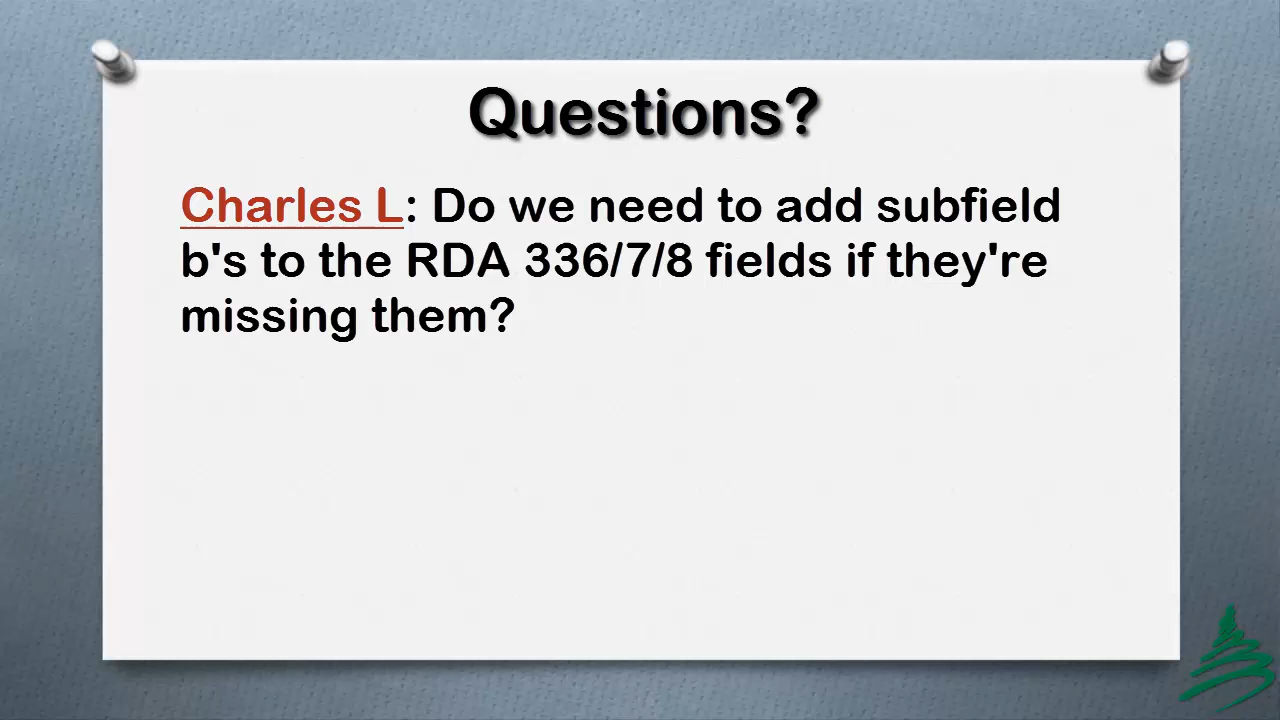 Questions?
Charles L: Do we need to add subfield
b's to the RDA 336/7/8 fields if they're
missing them?